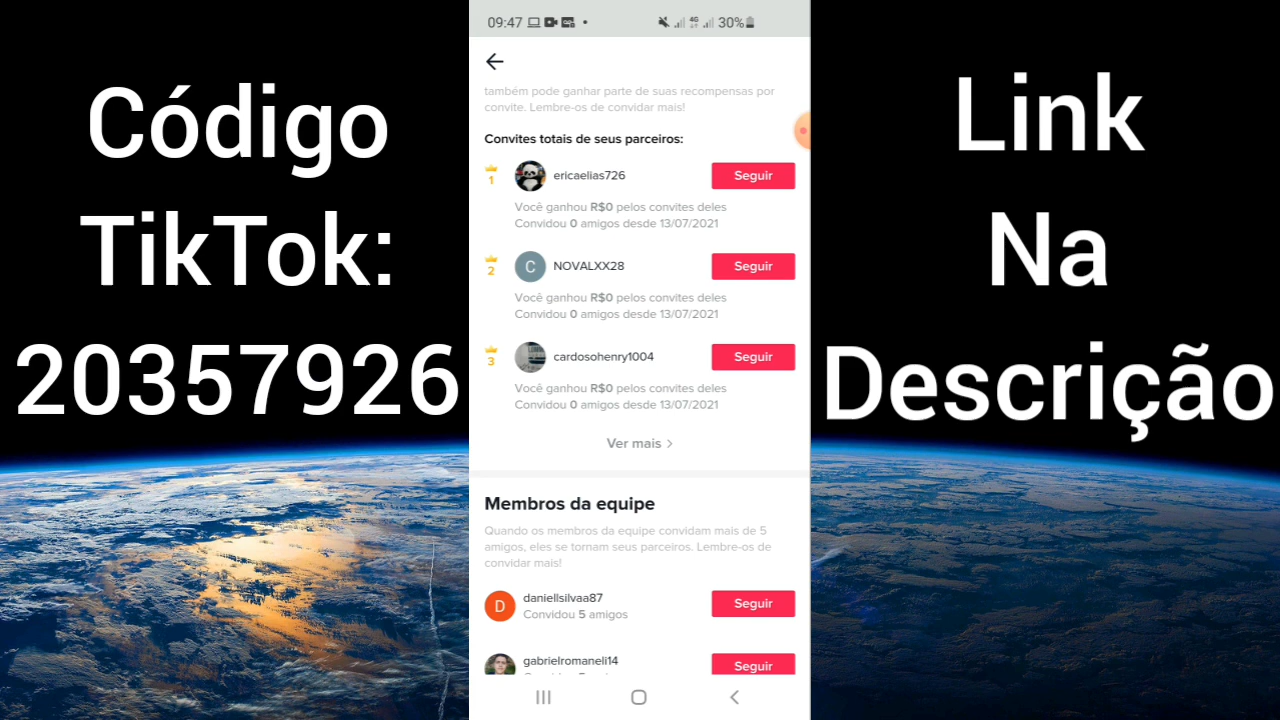 Código
TikTok:
20357926
09:47
4G
30%
também pode ganhar parte de suas recompensas por
convite. Lembre-os de convidar mais!
Convites totais de seus parceiros:
1
ericaelias726
Seguir
Você ganhou R$0 pelos convites deles
Convidou 0 amigos desde 13/07/2021
2
C
NOVALXX28
Seguir
Você ganhou R$0 pelos convites deles
Convidou 0 amigos desde 13/07/2021
3
cardosohenry1004
Seguir
Você ganhou R$0 pelos convites deles
Convidou 0 amigos desde 13/07/2021
Ver mais >
Membros da equipe
Quando os membros da equipe convidam mais de 5
amigos, eles se tornam seus parceiros. Lembre-os de
convidar mais!
D
daniellsilvaa87
Seguir
Convidou 5 amigos
gabrielromaneli14
Seguir
Link
Na
Descrição